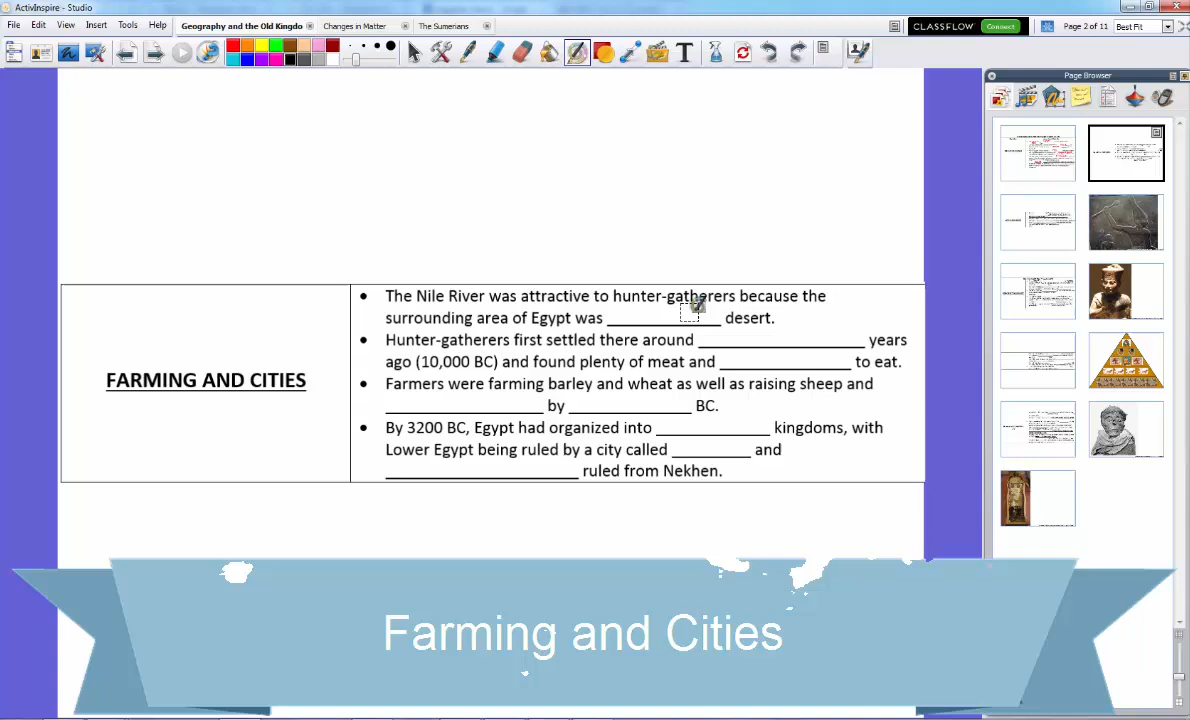 ActivInspire - Studio
File Edit View Insert Tools Help
Geography and the Old Kingdo
Changes in Matter
The Sumerians
CLASSFLOW Connect
Page 2 of 11
Best Fit
Page Browser
FARMING AND CITIES
• The Nile River was attractive to hunter-gatherers because the
surrounding area of Egypt was ____________ desert.
• Hunter-gatherers first settled there around __________________ years
ago (10,000 BC) and found plenty of meat and ______________ to eat.
• Farmers were farming barley and wheat as well as raising sheep and
_________________ by _____________ BC.
• By 3200 BC, Egypt had organized into ____________ kingdoms, with
Lower Egypt being ruled by a city called ________ and
_____________________ ruled from Nekhen.
Farming and Cities